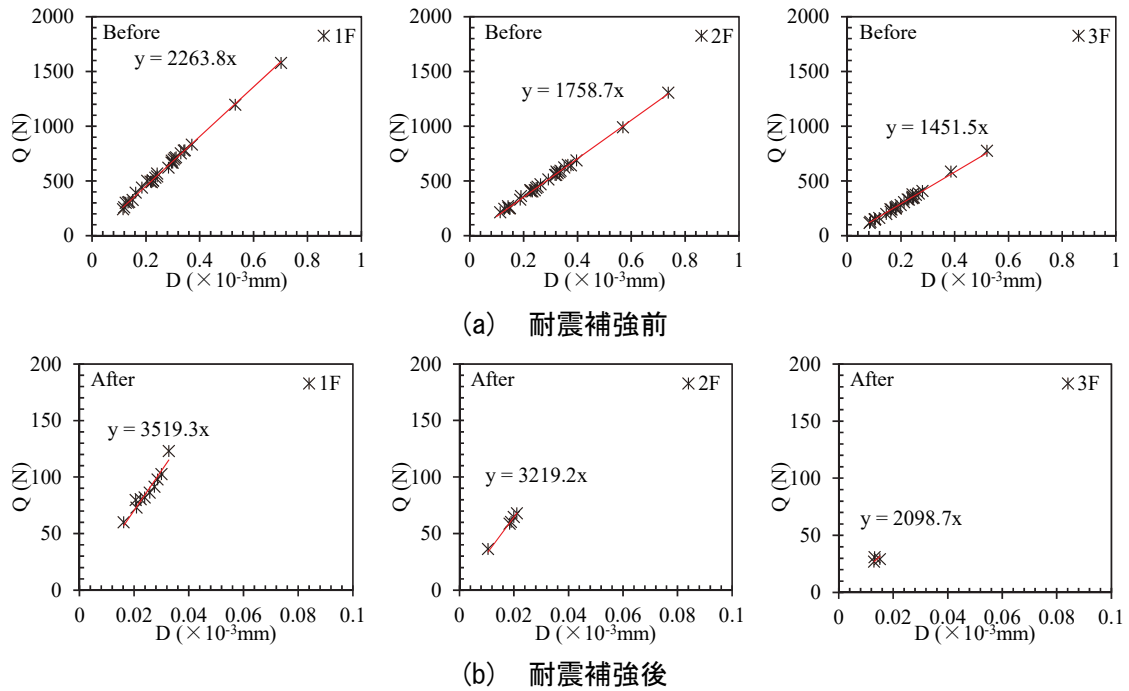 Before
1F
y = 2263.8x
Q (N)
2000
1500
1000
500
0
0 0.2 0.4 0.6 0.8 1
D (×10-3mm)
Before
2F
y = 1758.7x
Q (N)
2000
1500
1000
500
0
0 0.2 0.4 0.6 0.8 1
D (×10-3mm)
Before
3F
y = 1451.5x
Q (N)
2000
1500
1000
500
0
0 0.2 0.4 0.6 0.8 1
D (×10-3mm)
(a) 耐震補強前
After
1F
y = 3519.3x
Q (N)
200
150
100
50
0
0 0.02 0.04 0.06 0.08 0.1
D (×10-3mm)
After
2F
y = 3219.2x
Q (N)
200
150
100
50
0
0 0.02 0.04 0.06 0.08 0.1
D (×10-3mm)
After
3F
y = 2098.7x
Q (N)
200
150
100
50
0
0 0.02 0.04 0.06 0.08 0.1
D (×10-3mm)
(b) 耐震補強後